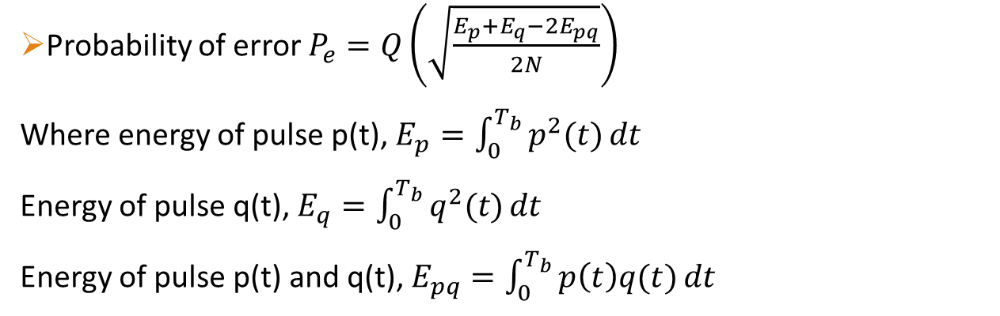 ➢Probability of error $P_e = Q\left(\sqrt{\frac{E_p+E_q-2E_{pq}}{2N}}\right)$
Where energy of pulse p(t), $E_p = \int_0^{T_b} p^2(t)\,dt$
Energy of pulse q(t), $E_q = \int_0^{T_b} q^2(t)\,dt$
Energy of pulse p(t) and q(t), $E_{pq} = \int_0^{T_b} p(t)q(t)\,dt$